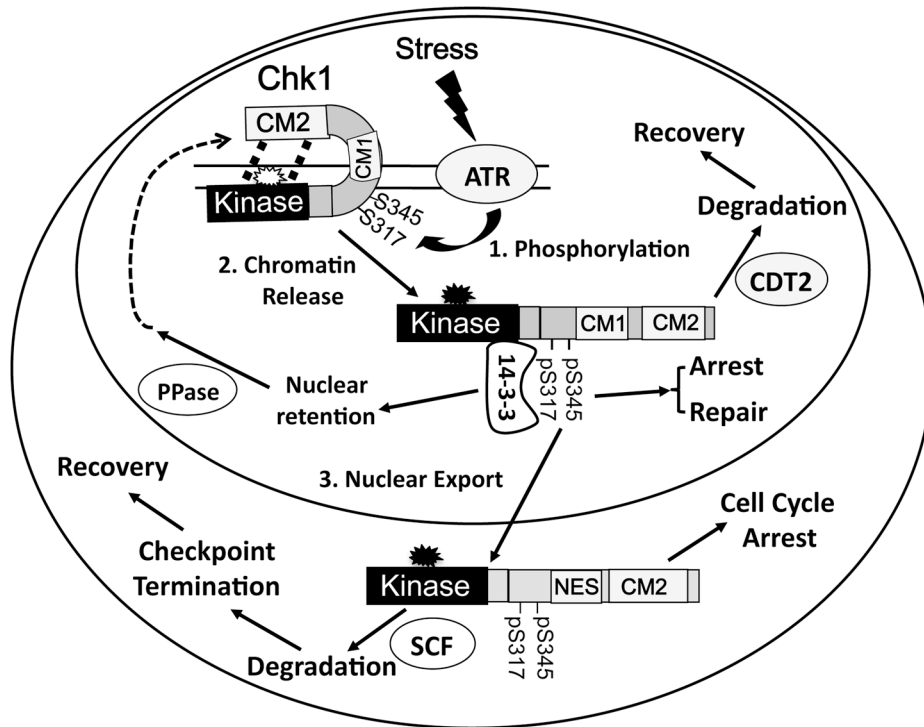 Stress
Chk1
CM2
CM1
Kinase
S345
S317
ATR
Recovery
Degradation
CDT2
1. Phosphorylation
2. Chromatin
Release
Kinase
CM1
CM2
14-3-3
pS317
pS345
Arrest
Repair
PPase
Nuclear
retention
3. Nuclear Export
Recovery
Checkpoint
Termination
Degradation
SCF
Kinase
NES
CM2
pS317
pS345
Cell Cycle
Arrest